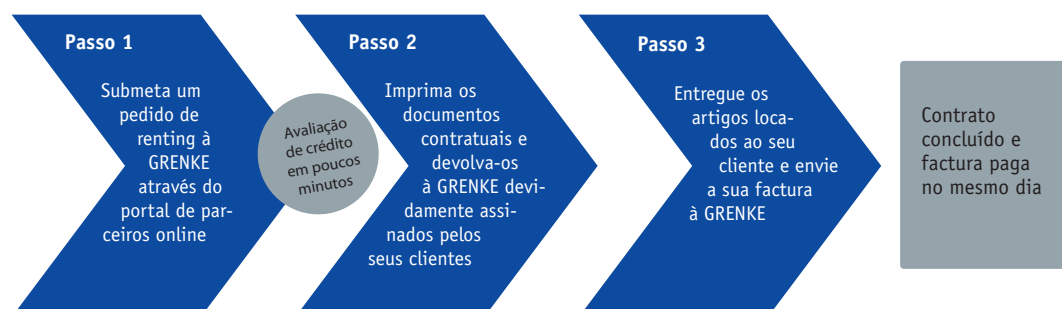 Passo 1
Submeta um
pedido de
renting à
GRENKE
através do
portal de par-
ceiros online
Avaliação
de crédito
em poucos
minutos
Passo 2
Imprima os
documentos
contratuais e
devolva-os
à GRENKE devi-
damente assi-
nados pelos
seus clientes
Passo 3
Entregue os
artigos loca-
dos ao seu
cliente e envie
a sua factura
à GRENKE
Contrato
concluído e
factura paga
no mesmo dia